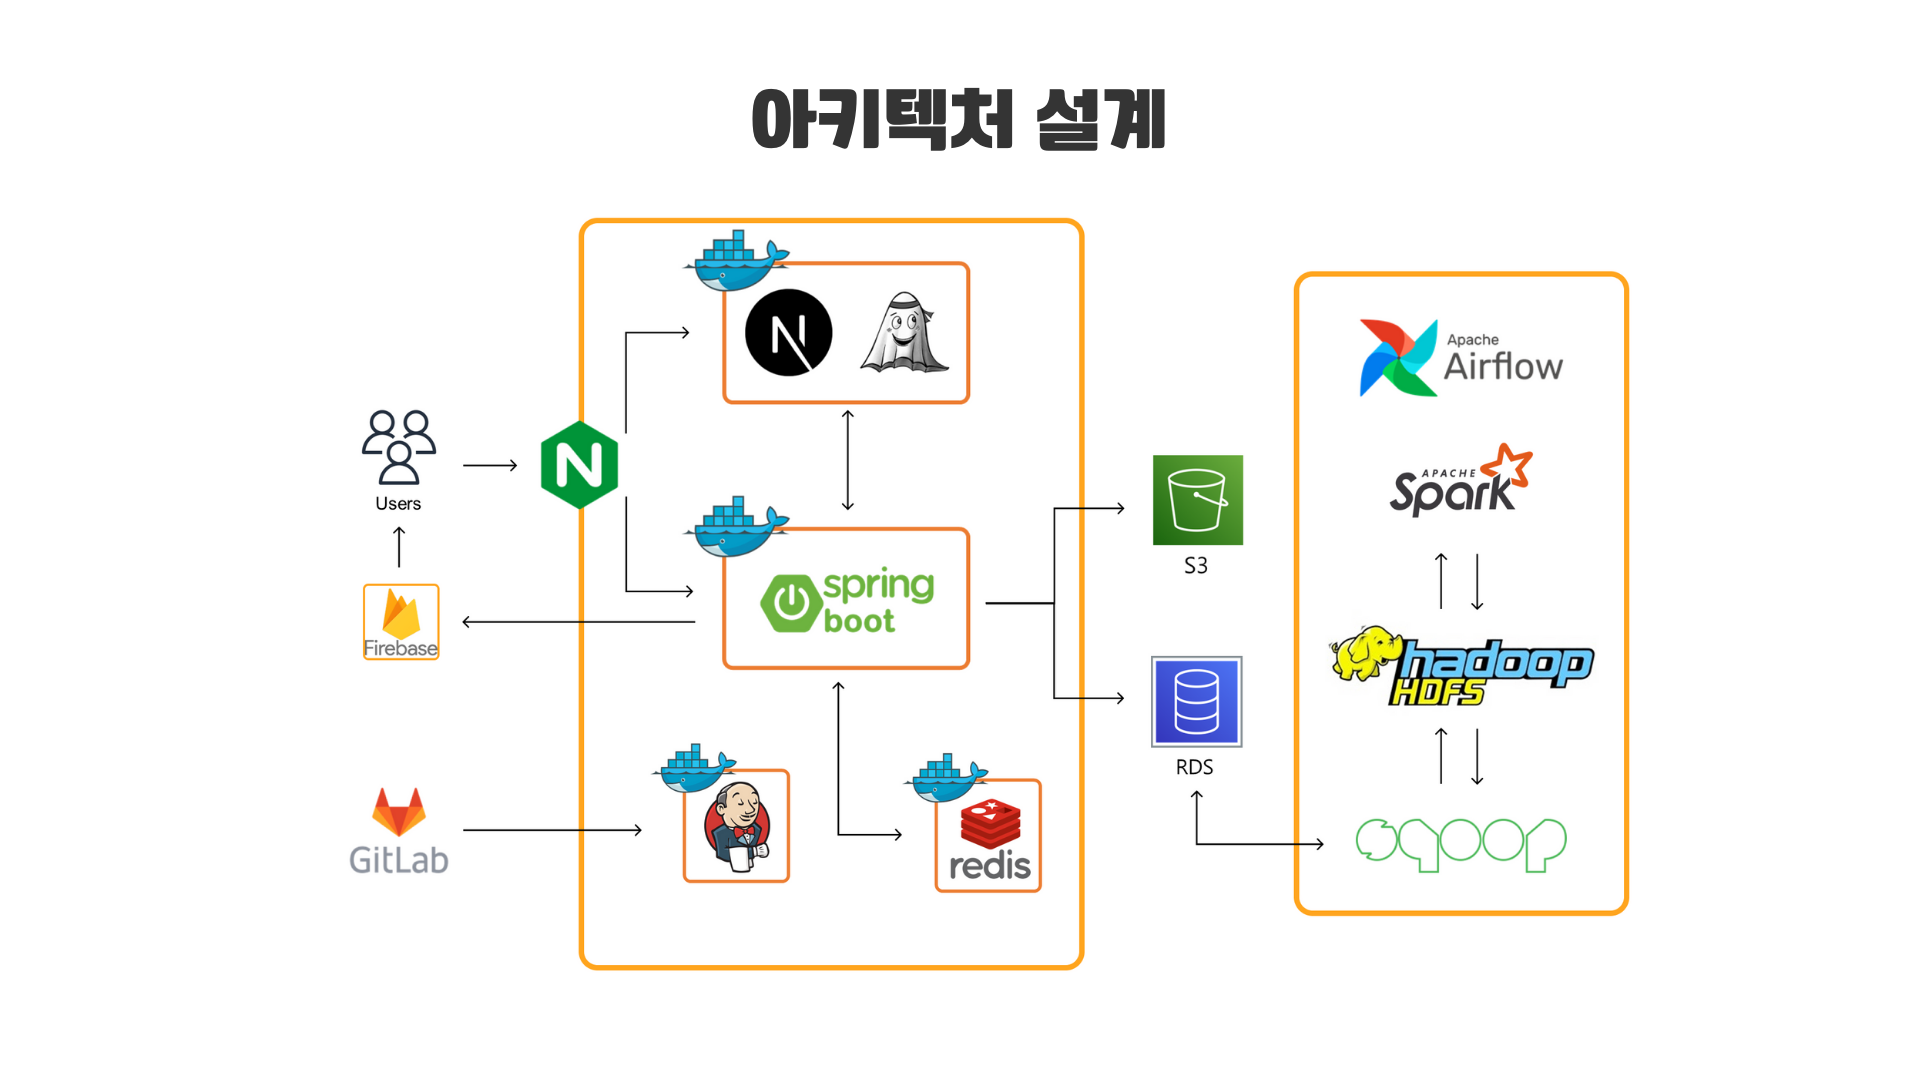 아키텍처 설계
N
Apache
Airflow
Users
N
APACHE
Spark
spring
boot
S3
Firebase
hadoop
HDFS
RDS
GitLab
redis
sqoop